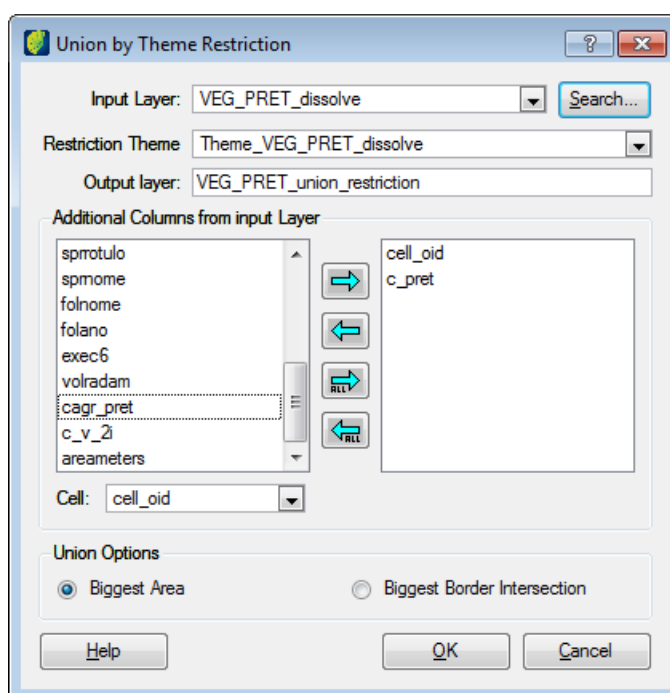 Union by Theme Restriction
Input Layer: VEG_PRET_dissolve Search...
Restriction Theme Theme_VEG_PRET_dissolve
Output layer: VEG_PRET_union_restriction
Additional Columns from input Layer
sprrotulo
sprnome
folnome
folano
exec6
volradam
cagr_pret
c_v_2i
areameters
ALL
ALL
cell_oid
c_pret
Cell: cell_oid
Union Options
Biggest Area Biggest Border Intersection
Help OK Cancel